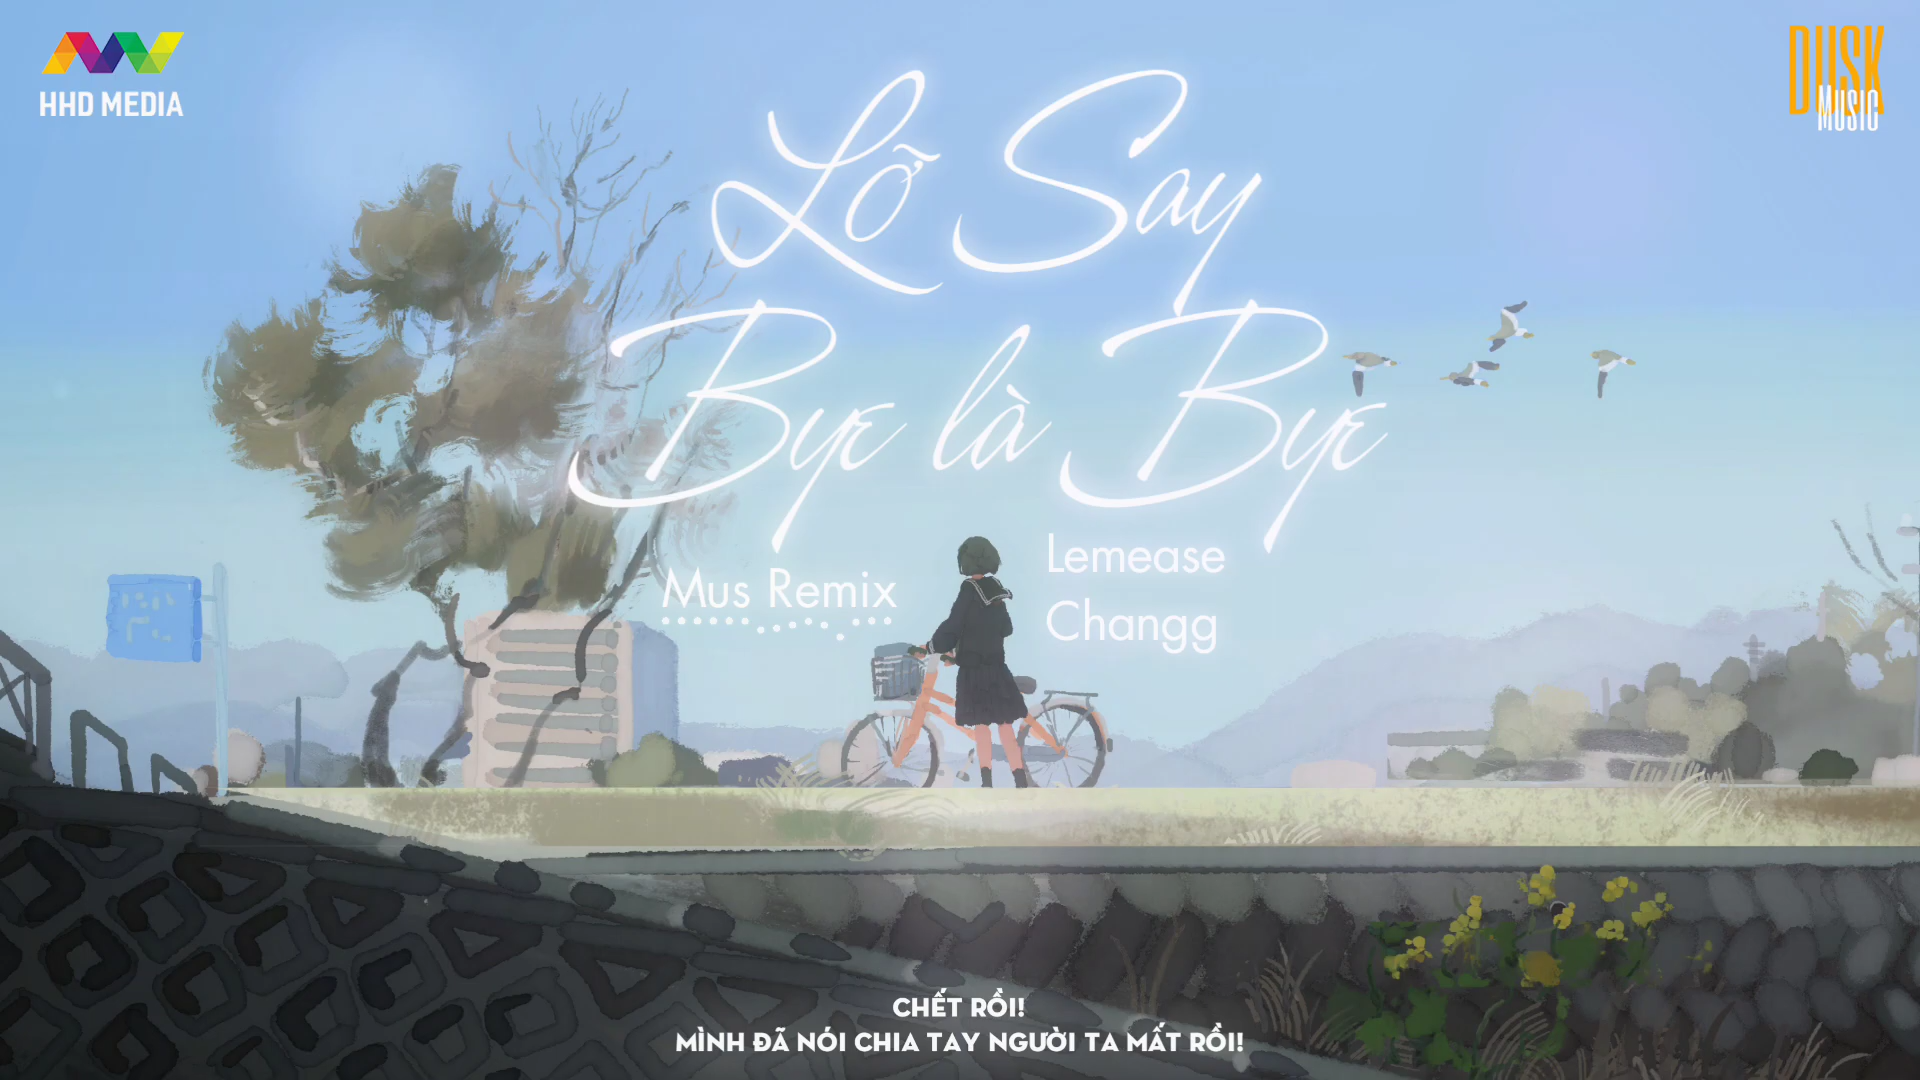 HHD MEDIA
DUSK
MUSIC
Lỡ Say
Bye là Bye
Mus Remix
Lemease
Changg
CHẾT RỒI!
MÌNH ĐÃ NÓI CHIA TAY NGƯỜI TA MẤT RỒI!